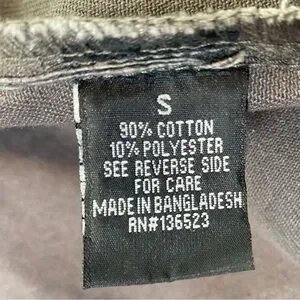 S
90% COTTON
10% POLYESTER
SEE REVERSE SIDE
FOR CARE
MADE IN BANGLADESH
RN#136523